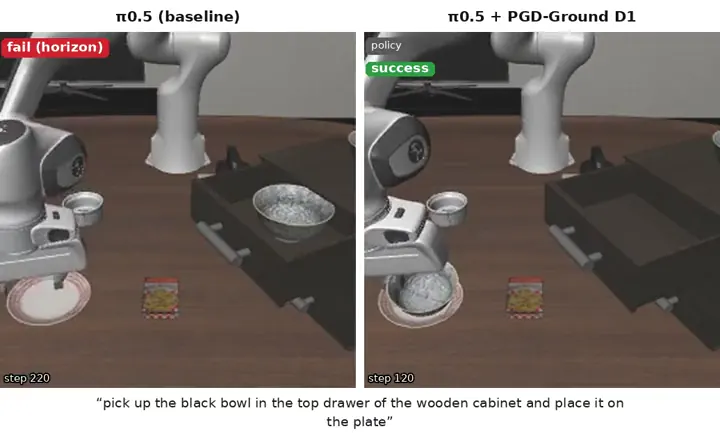 π0.5 (baseline)
π0.5 + PGD-Ground D1
fail (horizon)
policy
success
step 220
step 120
“pick up the black bowl in the top drawer of the wooden cabinet and place it on
the plate”